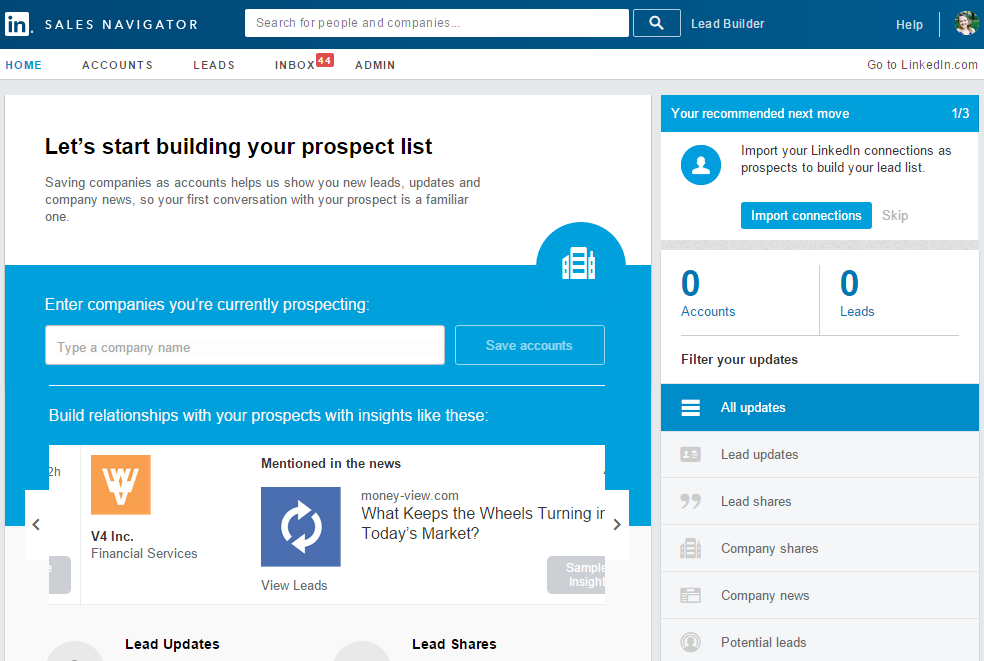 in. SALES NAVIGATOR
Search for people and companies...
Lead Builder
Help
HOME
ACCOUNTS
LEADS
INBOX 44
ADMIN
Go to LinkedIn.com
Let's start building your prospect list
Saving companies as accounts helps us show you new leads, updates and
company news, so your first conversation with your prospect is a familiar
one.
Enter companies you're currently prospecting:
Type a company name
Save accounts
Build relationships with your prospects with insights like these:
2h
V4 Inc.
Financial Services
Mentioned in the news
money-view.com
What Keeps the Wheels Turning in
Today's Market?
View Leads
Sample
Insight
Lead Updates
Lead Shares
Your recommended next move
1/3
Import your LinkedIn connections as
prospects to build your lead list.
Import connections
Skip
0
Accounts
0
Leads
Filter your updates
All updates
Lead updates
Lead shares
Company shares
Company news
Potential leads